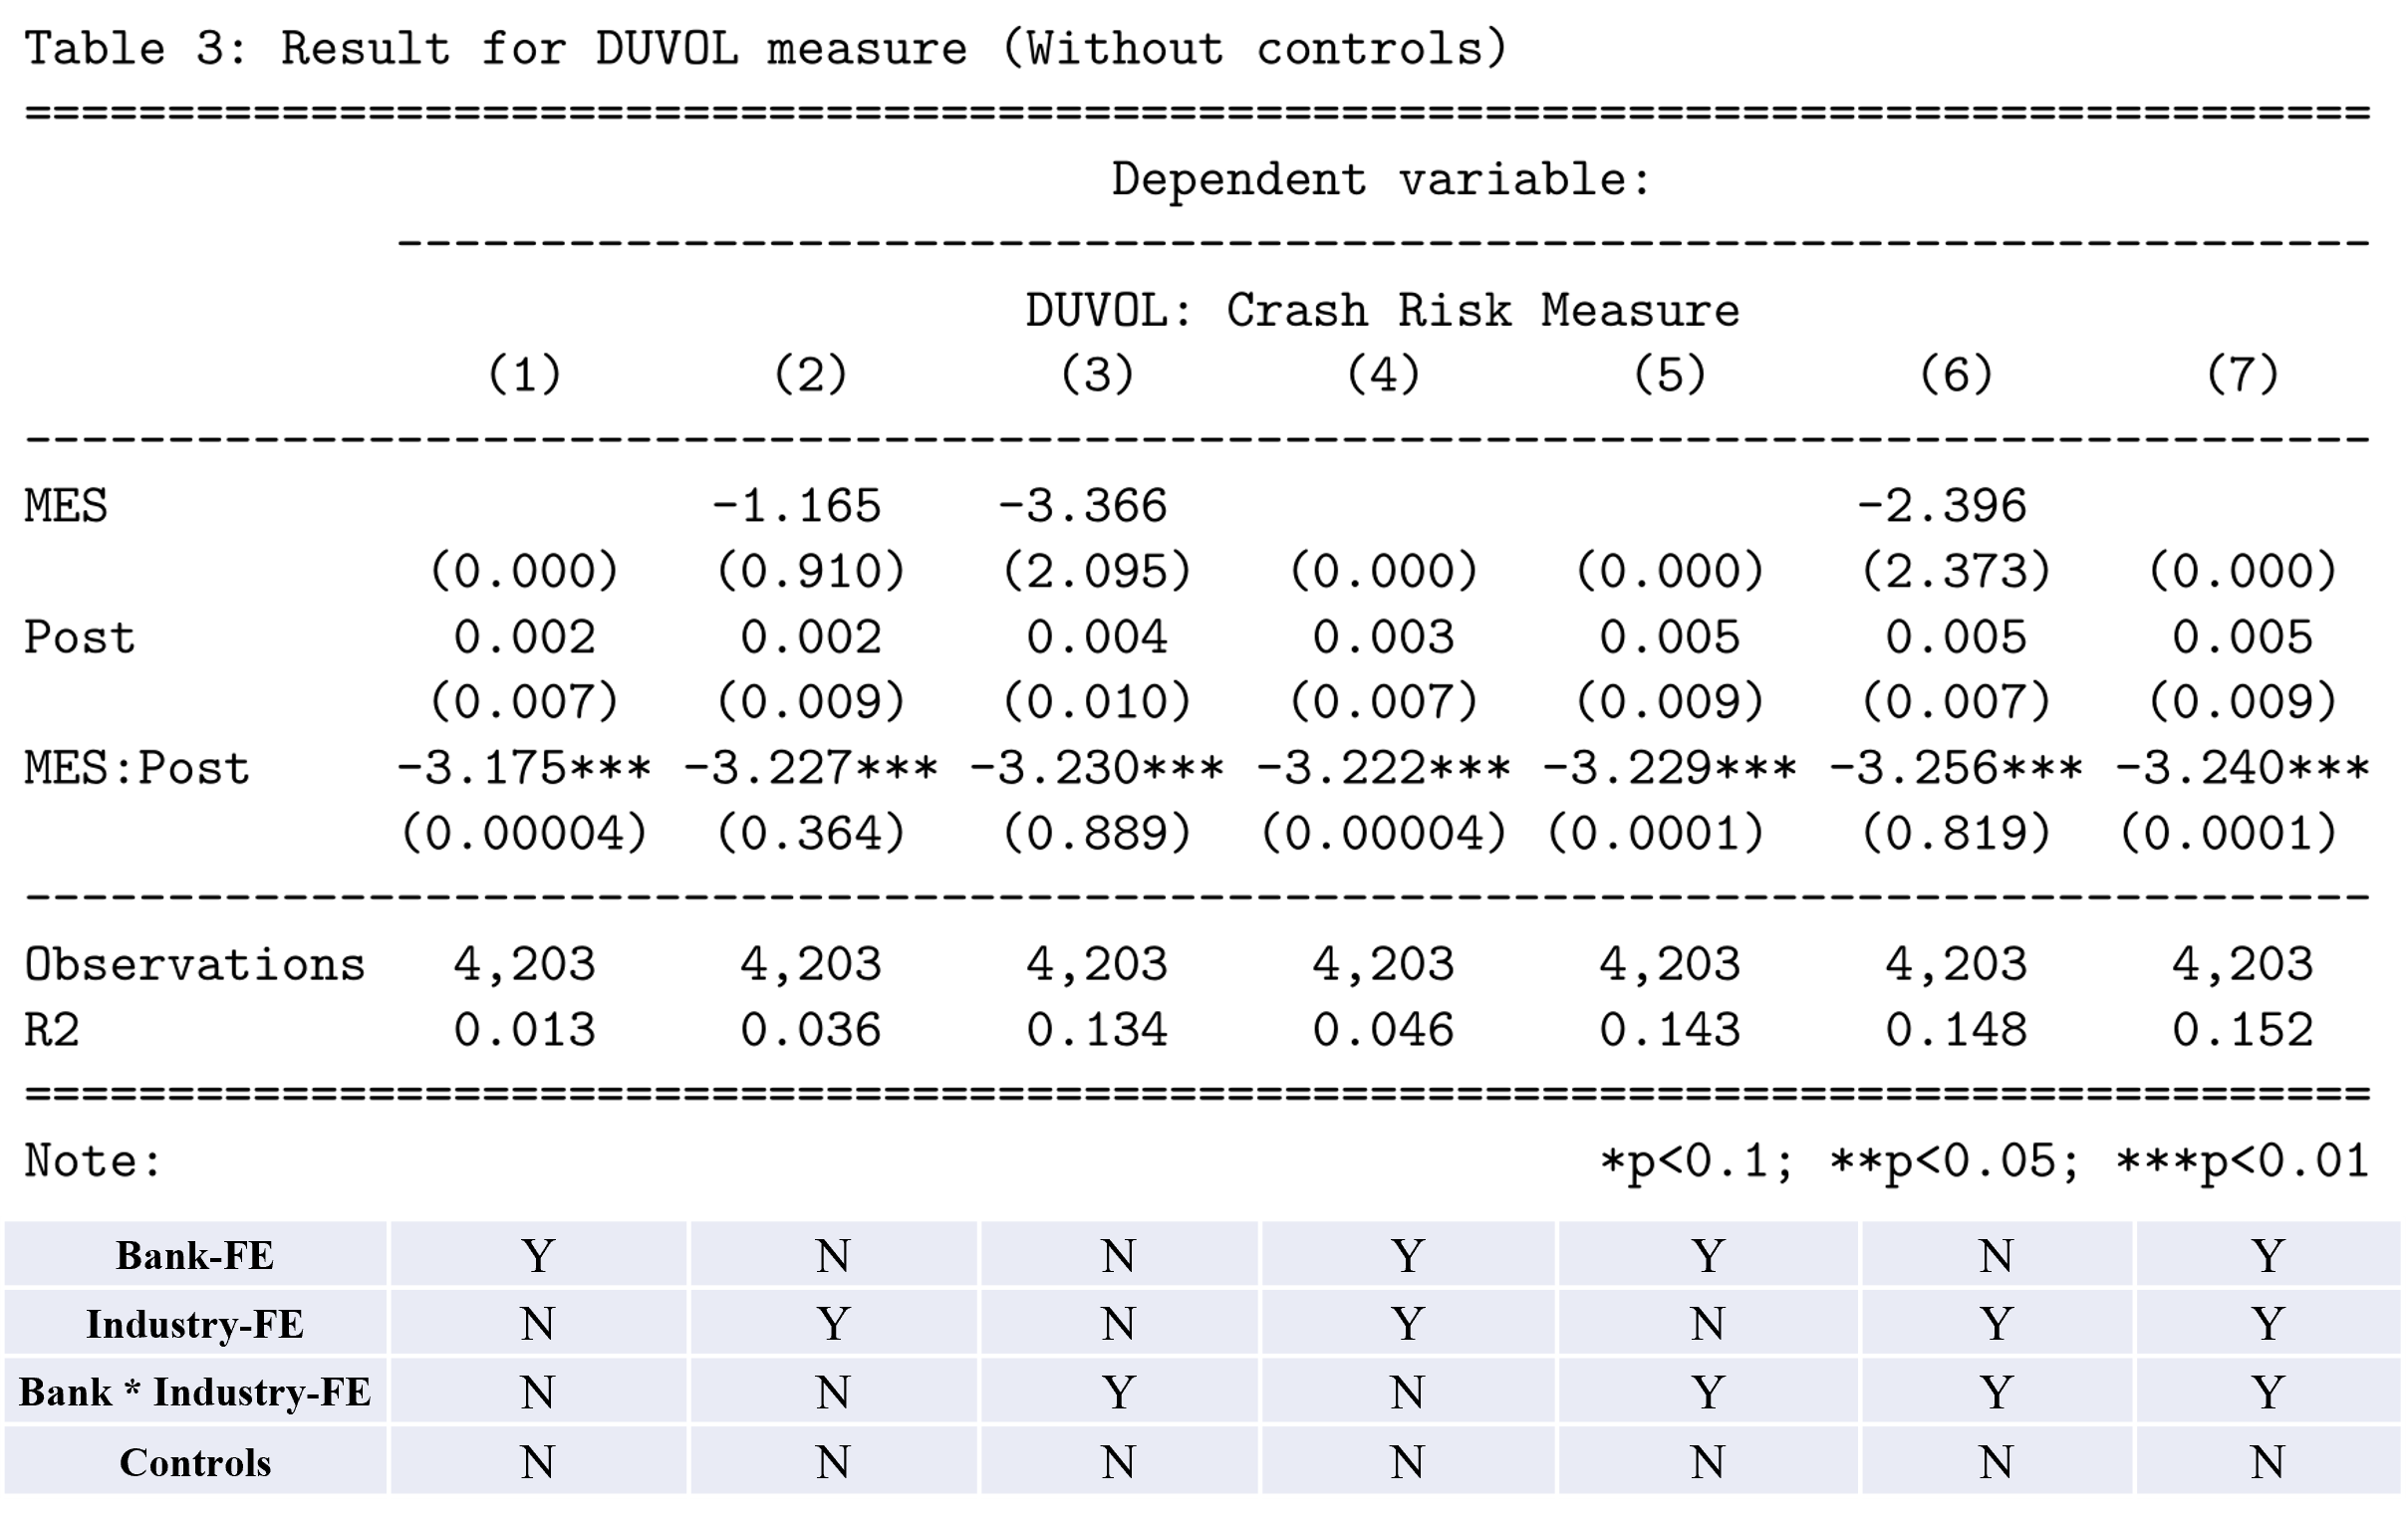 Table 3: Result for DUVOL measure (Without controls)
==================================================================================
Dependent variable:
---------------------------------------------------------------------
DUVOL: Crash Risk Measure
(1) (2) (3) (4) (5) (6) (7)
----------------------------------------------------------------------------------
MES -1.165 -3.366 -2.396
(0.000) (0.910) (2.095) (0.000) (0.000) (2.373) (0.000)
Post 0.002 0.002 0.004 0.003 0.005 0.005 0.005
(0.007) (0.009) (0.010) (0.007) (0.009) (0.007) (0.009)
MES:Post -3.175*** -3.227*** -3.230*** -3.222*** -3.229*** -3.256*** -3.240***
(0.00004) (0.364) (0.889) (0.00004) (0.0001) (0.819) (0.0001)
----------------------------------------------------------------------------------
Observations 4,203 4,203 4,203 4,203 4,203 4,203 4,203
R2 0.013 0.036 0.134 0.046 0.143 0.148 0.152
==================================================================================
Note: *p<0.1; **p<0.05; ***p<0.01
Bank-FE Y N N Y Y N Y
Industry-FE N Y N Y N Y Y
Bank * Industry-FE N N Y N Y Y Y
Controls N N N N N N N